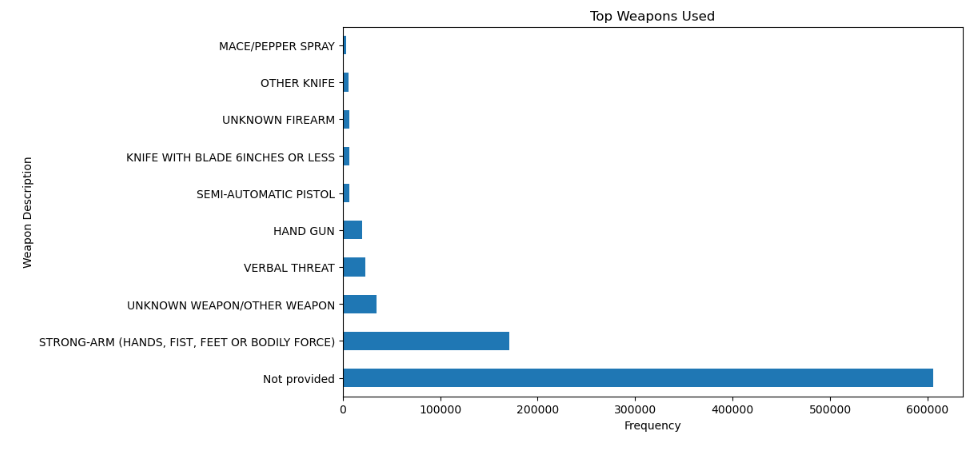 Top Weapons Used
Weapon Description
MACE/PEPPER SPRAY
OTHER KNIFE
UNKNOWN FIREARM
KNIFE WITH BLADE 6INCHES OR LESS
SEMI-AUTOMATIC PISTOL
HAND GUN
VERBAL THREAT
UNKNOWN WEAPON/OTHER WEAPON
STRONG-ARM (HANDS, FIST, FEET OR BODILY FORCE)
Not provided
0 100000 200000 300000 400000 500000 600000
Frequency